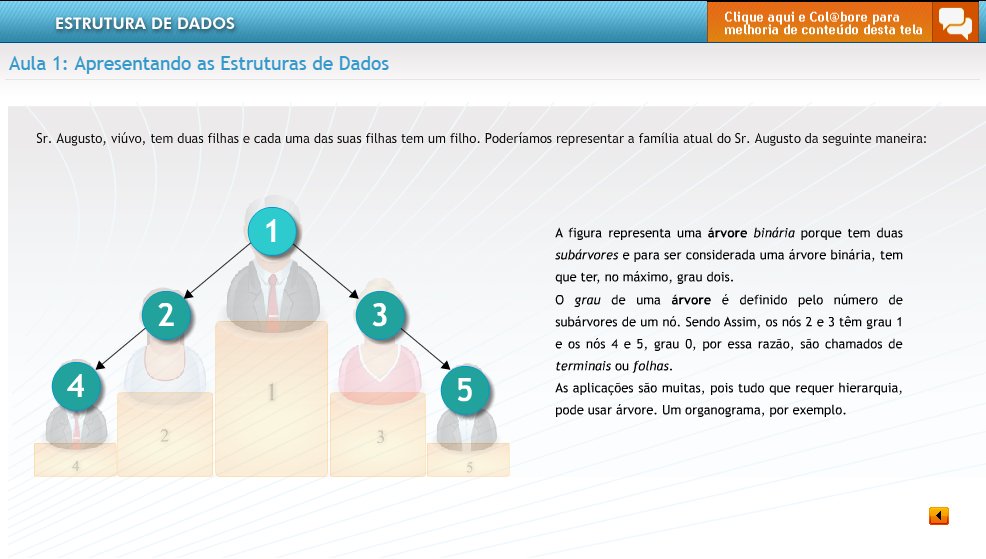 ESTRUTURA DE DADOS
Clique aqui e Col@bore para
melhoria de conteúdo desta tela
Aula 1: Apresentando as Estruturas de Dados
Sr. Augusto, viúvo, tem duas filhas e cada uma das suas filhas tem um filho. Poderíamos representar a família atual do Sr. Augusto da seguinte maneira:
1
2
3
4
5
1
2
3
4
5
A figura representa uma árvore binária porque tem duas
subárvores e para ser considerada uma árvore binária, tem
que ter, no máximo, grau dois.
O grau de uma árvore é definido pelo número de
subárvores de um nó. Sendo Assim, os nós 2 e 3 têm grau 1
e os nós 4 e 5, grau 0, por essa razão, são chamados de
terminais ou folhas.
As aplicações são muitas, pois tudo que requer hierarquia,
pode usar árvore. Um organograma, por exemplo.